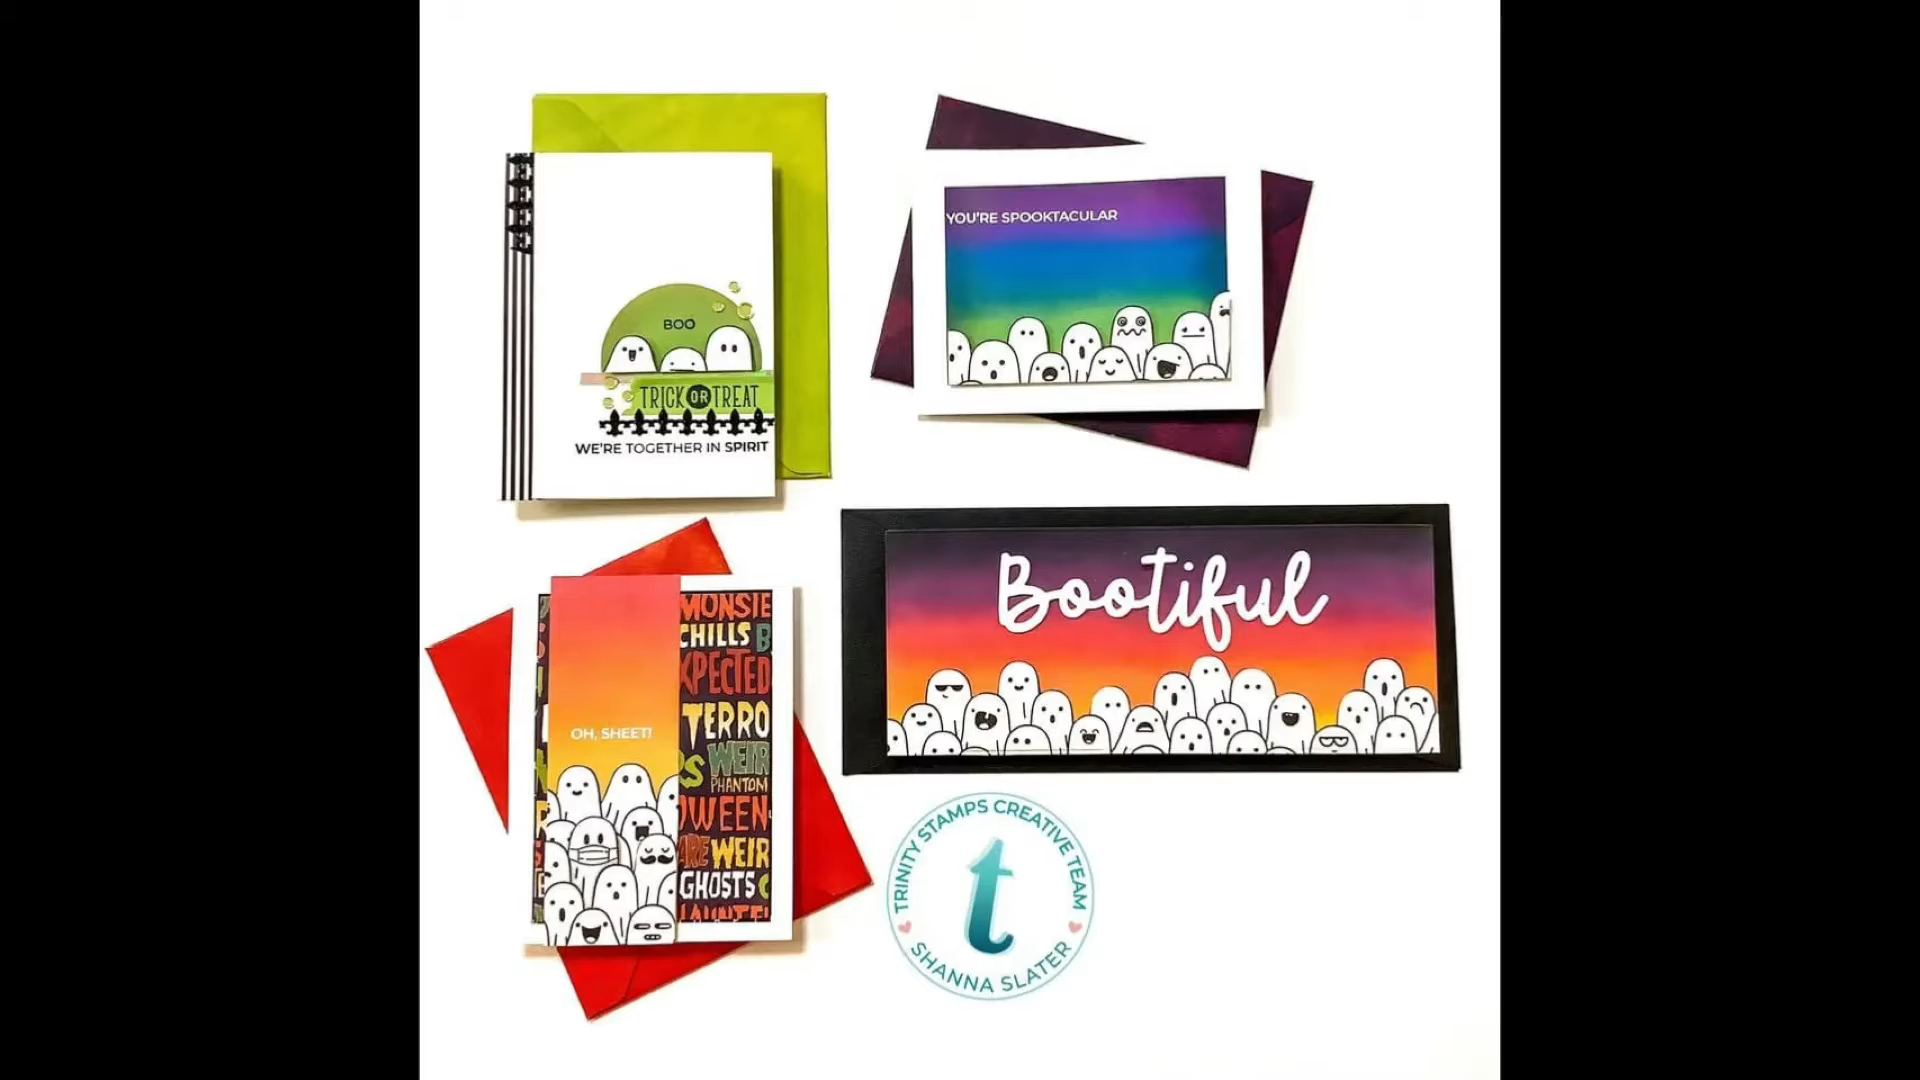 BOO
TRICK OR TREAT
WE'RE TOGETHER IN SPIRIT
YOU'RE SPOOKTACULAR
OH, SHEET!
MONSTE
CHILLS B
XPECTED
TERRO
WEIR
PHANTOM
OWEEN
ARE WEIR
GHOSTS
Bootiful
TRINITY STAMPS CREATIVE TEAM
t
SHANNA SLATER